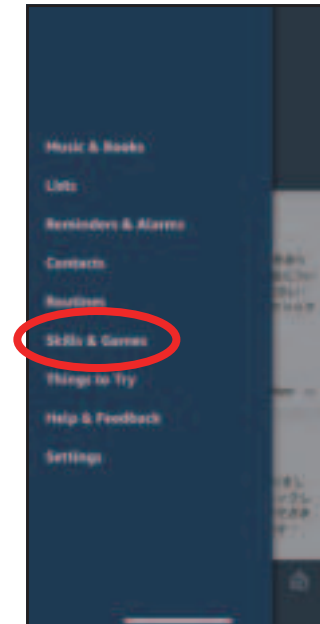 Music & Books
Lists
Reminders & Alarms
Contacts
Routines
Skills & Games
Things to Try
Help & Feedback
Settings